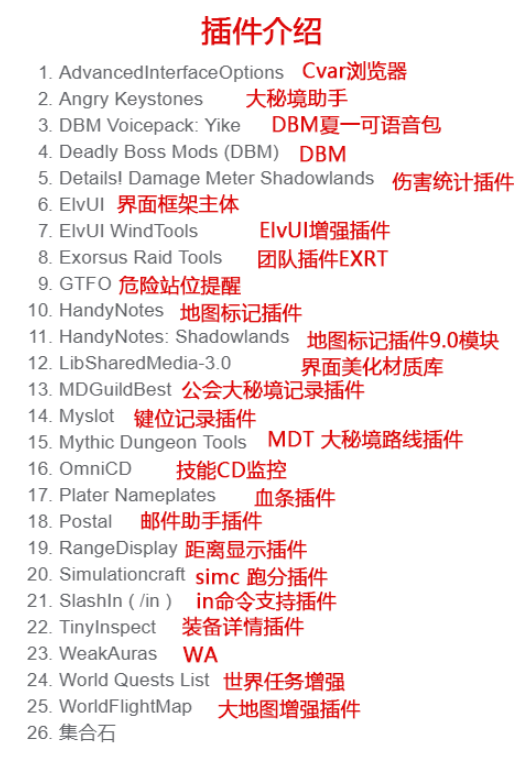 插件介绍
1. AdvancedInterfaceOptions Cvar浏览器
2. Angry Keystones 大秘境助手
3. DBM Voicepack: Yike DBM夏一可语音包
4. Deadly Boss Mods (DBM) DBM
5. Details! Damage Meter Shadowlands 伤害统计插件
6. ElvUI 界面框架主体
7. ElvUI WindTools ElvUI增强插件
8. Exorsus Raid Tools 团队插件EXRT
9. GTFO 危险站位提醒
10. HandyNotes 地图标记插件
11. HandyNotes: Shadowlands 地图标记插件9.0模块
12. LibSharedMedia-3.0 界面美化材质库
13. MDGuildBest 公会大秘境记录插件
14. Myslot 键位记录插件
15. Mythic Dungeon Tools MDT 大秘境路线插件
16. OmniCD 技能CD监控
17. Plater Nameplates 血条插件
18. Postal 邮件助手插件
19. RangeDisplay 距离显示插件
20. Simulationcraft simc 跑分插件
21. SlashIn ( /in ) in命令支持插件
22. TinyInspect 装备详情插件
23. WeakAuras WA
24. World Quests List 世界任务增强
25. WorldFlightMap 大地图增强插件
26. 集合石